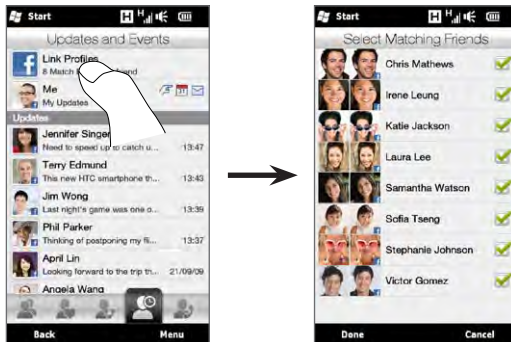 Start
Updates and Events
Link Profiles
8 Match
Me
My Updates
Updates
Jennifer Singer
Need to speed up to catch u... 13:47
Terry Edmund
This new HTC smartphone th... 13:43
Jim Wong
Last night's game was one o... 13:39
Phil Parker
Thinking of postponing my fli... 13:37
April Lin
Looking forward to the trip th... 21/09/09
Angela Wang
Back Menu
Start
Select Matching Friends
Chris Mathews
Irene Leung
Katie Jackson
Laura Lee
Samantha Watson
Sofia Tseng
Stephanie Johnson
Victor Gomez
Done Cancel